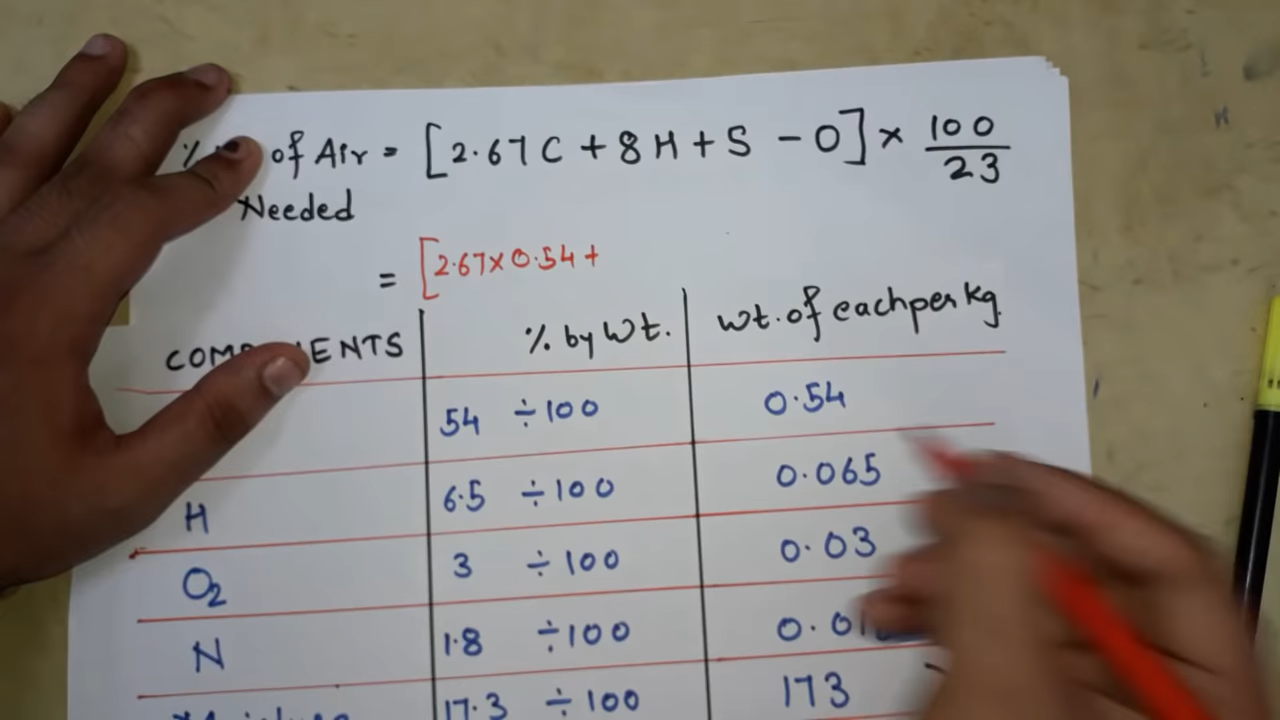 % of Air = [2.67C + 8H + S - O] × 100/23
Needed
= [2.67×0.54 +
% by Wt. Wt. of each per Kg.
54 ÷100 0.54
H 6.5 ÷100 0.065
O2 3 ÷100 0.03
N 1.8 ÷100
17.3 ÷100 173